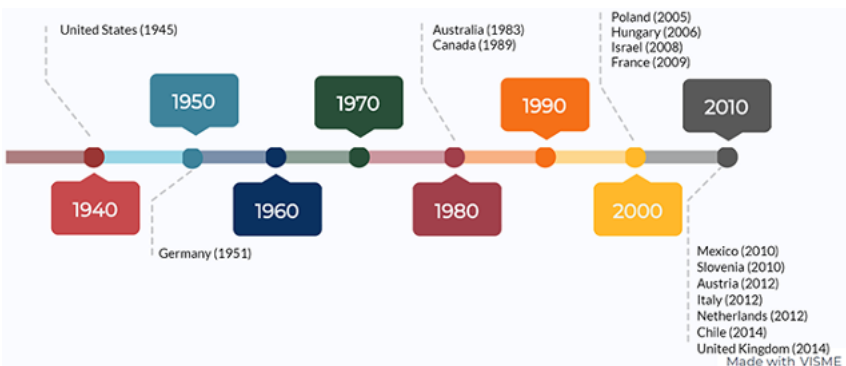 United States (1945)
Australia (1983)
Canada (1989)
Poland (2005)
Hungary (2006)
Israel (2008)
France (2009)
1950
1970
1990
2010
1940
1960
1980
2000
Germany (1951)
Mexico (2010)
Slovenia (2010)
Austria (2012)
Italy (2012)
Netherlands (2012)
Chile (2014)
United Kingdom (2014)
Made with VISME